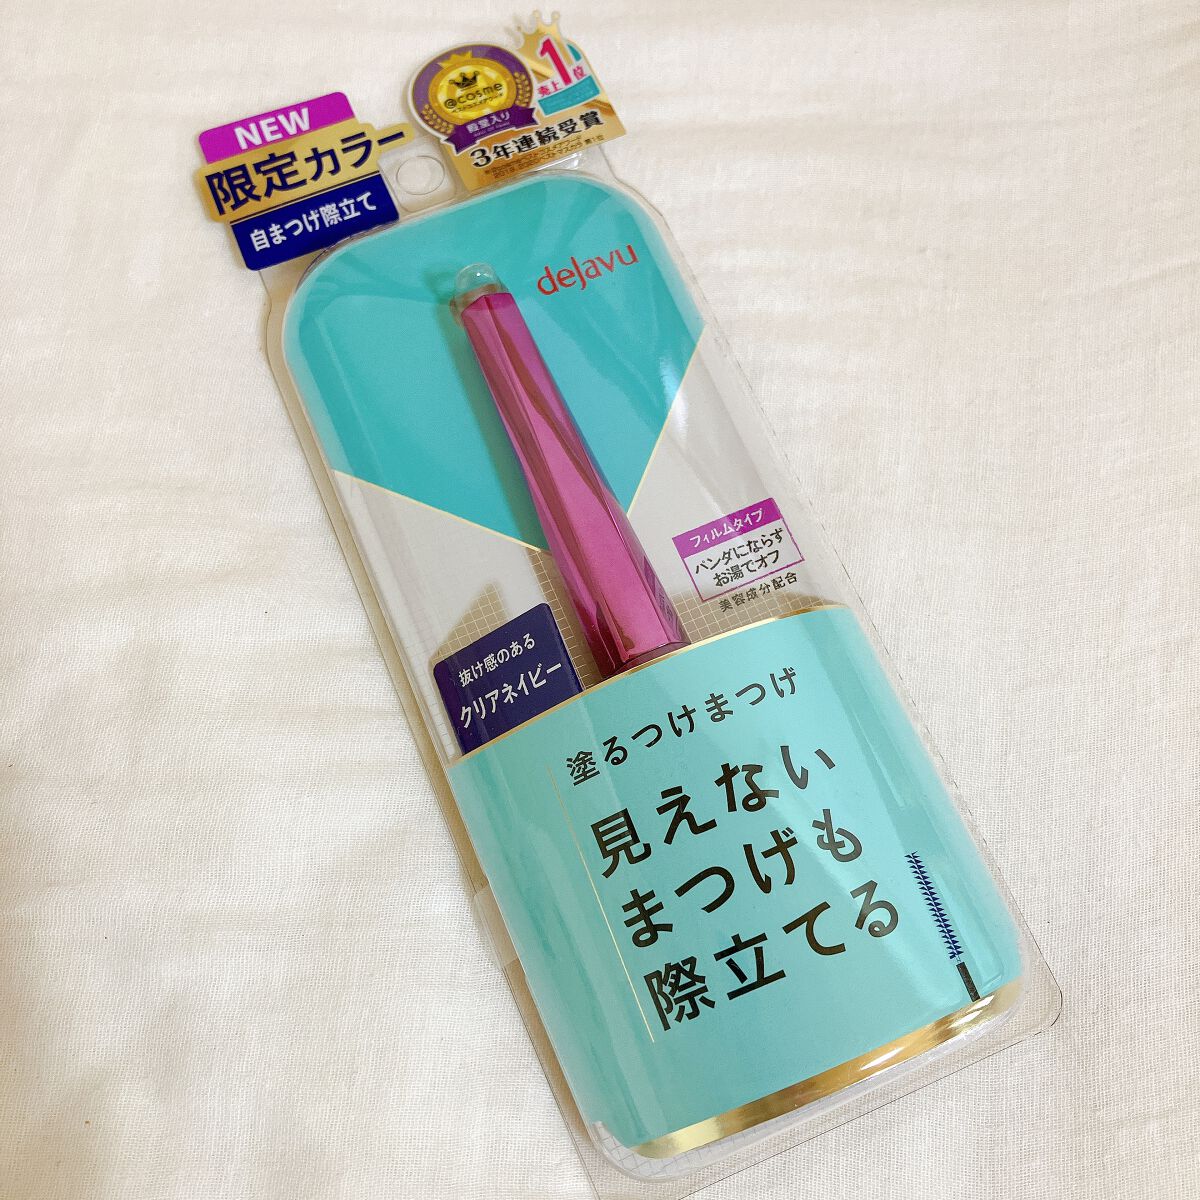 NEW
限定カラー
自まつげ際立て
@cosme
殿堂入り
売上1位
3年連続受賞
dejavu
フィルムタイプ
パンダにならず
お湯でオフ
美容成分配合
抜け感のある
クリアネイビー
塗るつけまつげ
見えない
まつげも
際立てる